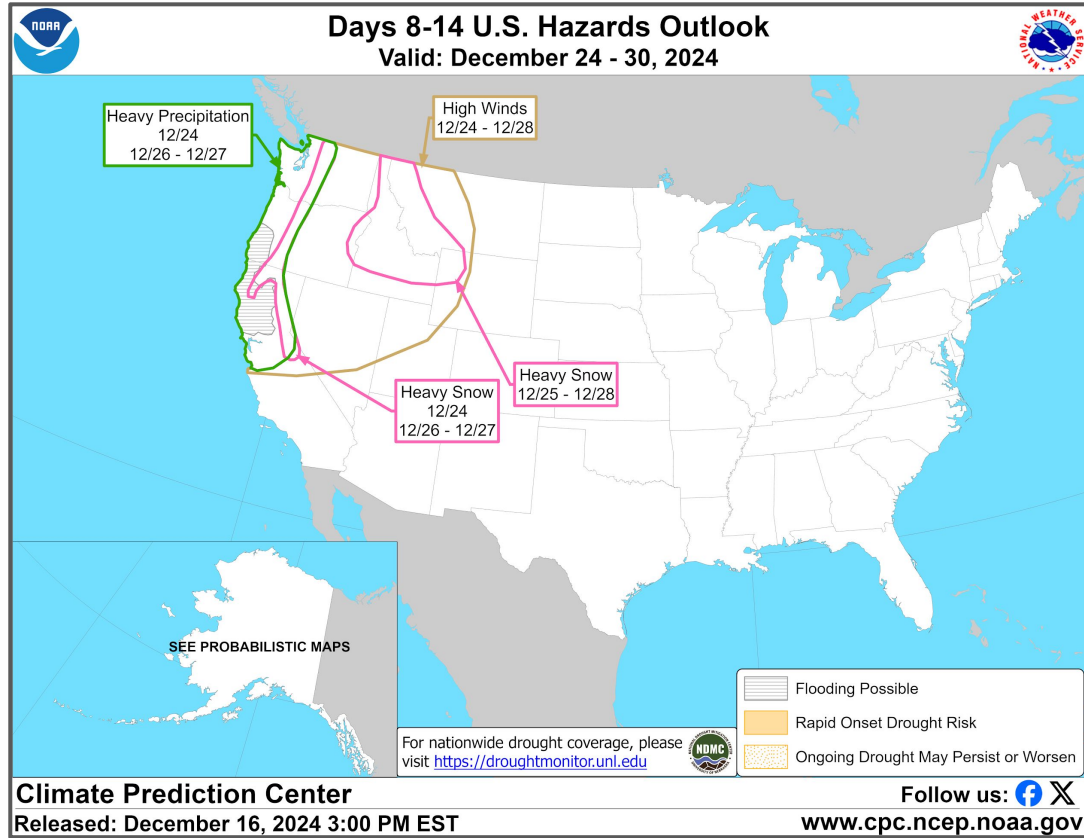 NOAA
Days 8-14 U.S. Hazards Outlook
Valid: December 24 - 30, 2024
NATIONAL WEATHER SERVICE
Heavy Precipitation
12/24
12/26 - 12/27
High Winds
12/24 - 12/28
Heavy Snow
12/25 - 12/28
Heavy Snow
12/24
12/26 - 12/27
SEE PROBABILISTIC MAPS
For nationwide drought coverage, please
visit https://droughtmonitor.unl.edu
NDMC
Flooding Possible
Rapid Onset Drought Risk
Ongoing Drought May Persist or Worsen
Climate Prediction Center
Released: December 16, 2024 3:00 PM EST
Follow us:
www.cpc.ncep.noaa.gov